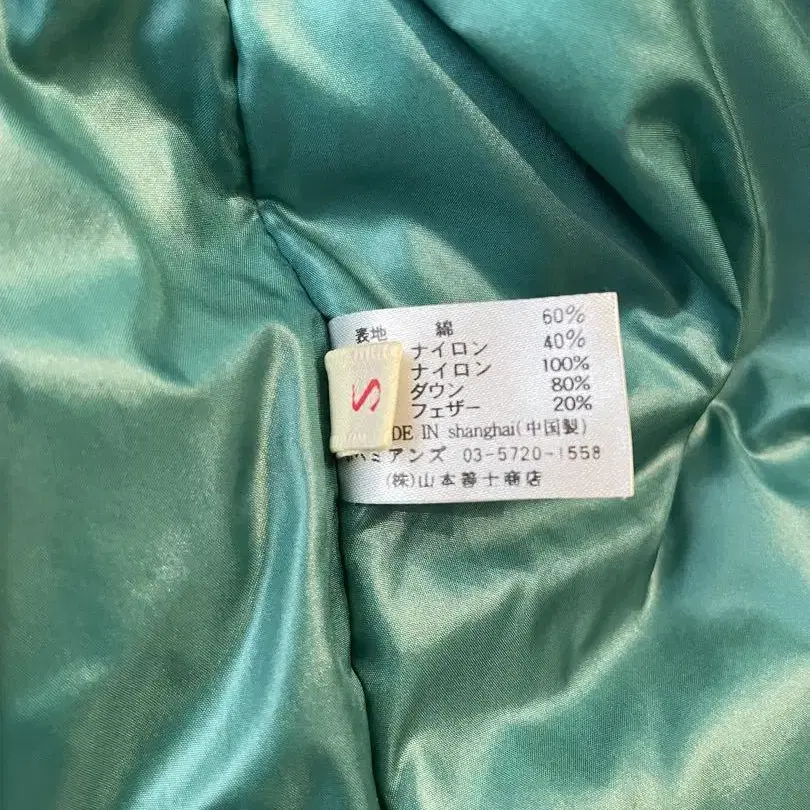 表地 綿 60%
ナイロン 40%
ナイロン 100%
ダウン 80%
フェザー 20%
DE IN shanghai(中国製)
ミアンズ 03-5720-1558
(株)山本善士商店
S